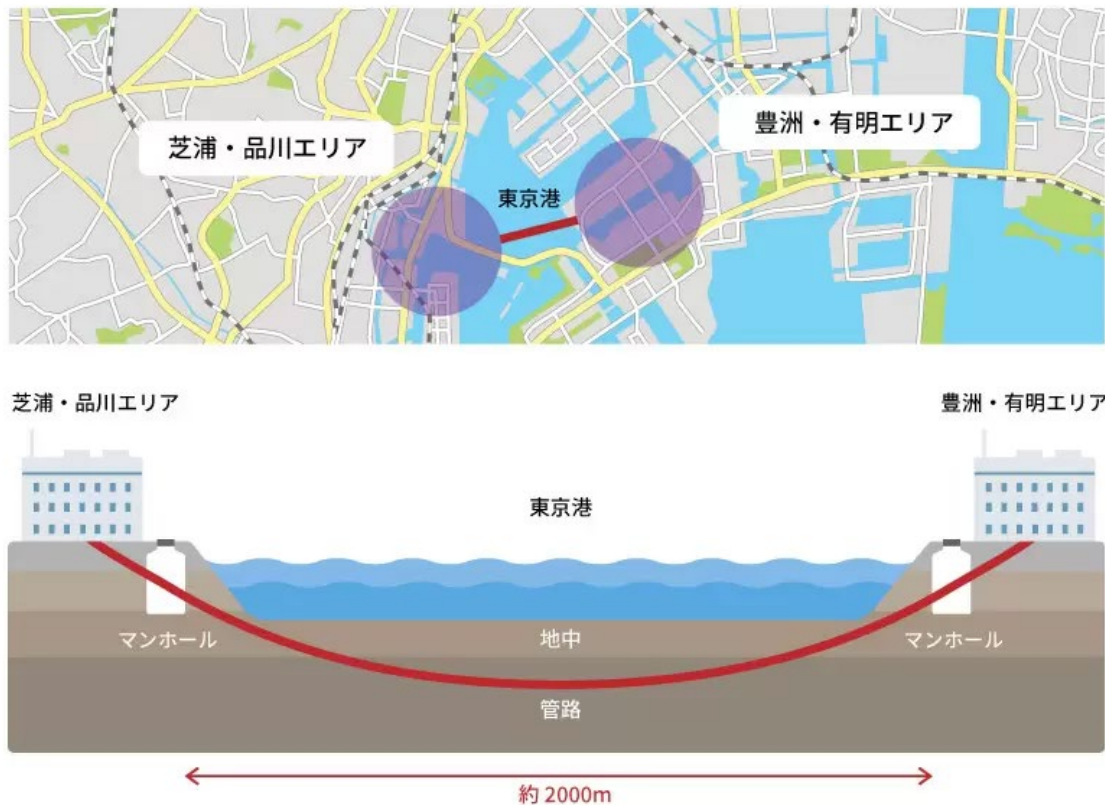 芝浦・品川エリア
豊洲・有明エリア
東京港
芝浦・品川エリア
豊洲・有明エリア
東京港
マンホール
地中
マンホール
管路
約 2000m